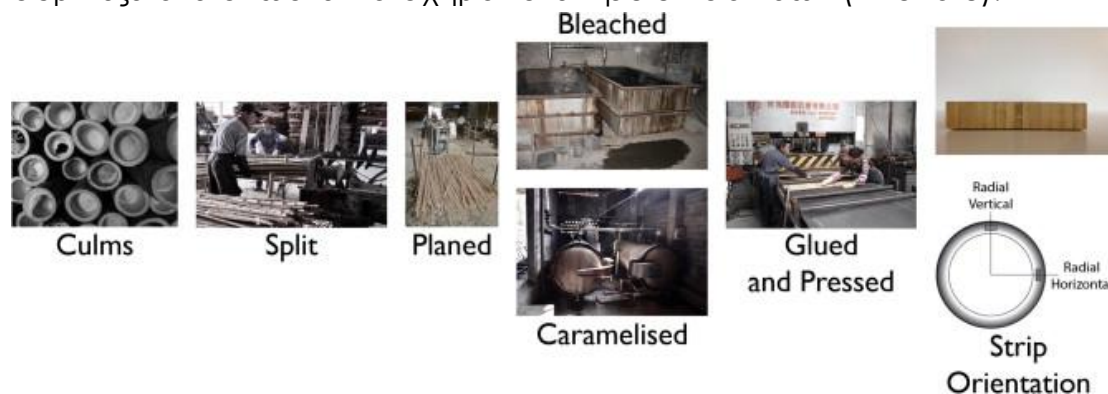 Bleached
Culms
Split
Planed
Caramelised
Glued
and Pressed
Radial
Vertical
Radial
Horizonta
Strip
Orientation